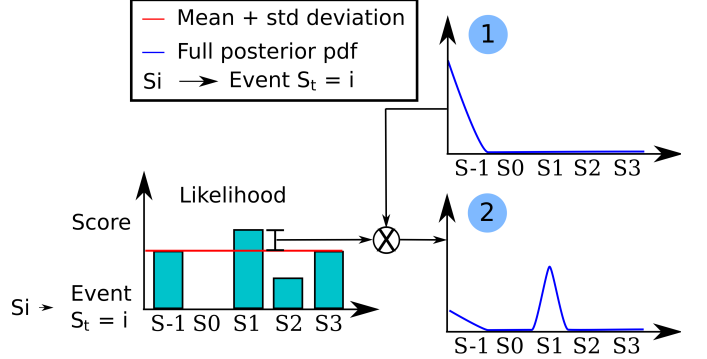 Mean + std deviation
Full posterior pdf
Si → Event St = i
1
S-1 S0 S1 S2 S3
Likelihood
Score
Event
Si → St = i
S-1 S0 S1 S2 S3
X
2
S-1 S0 S1 S2 S3